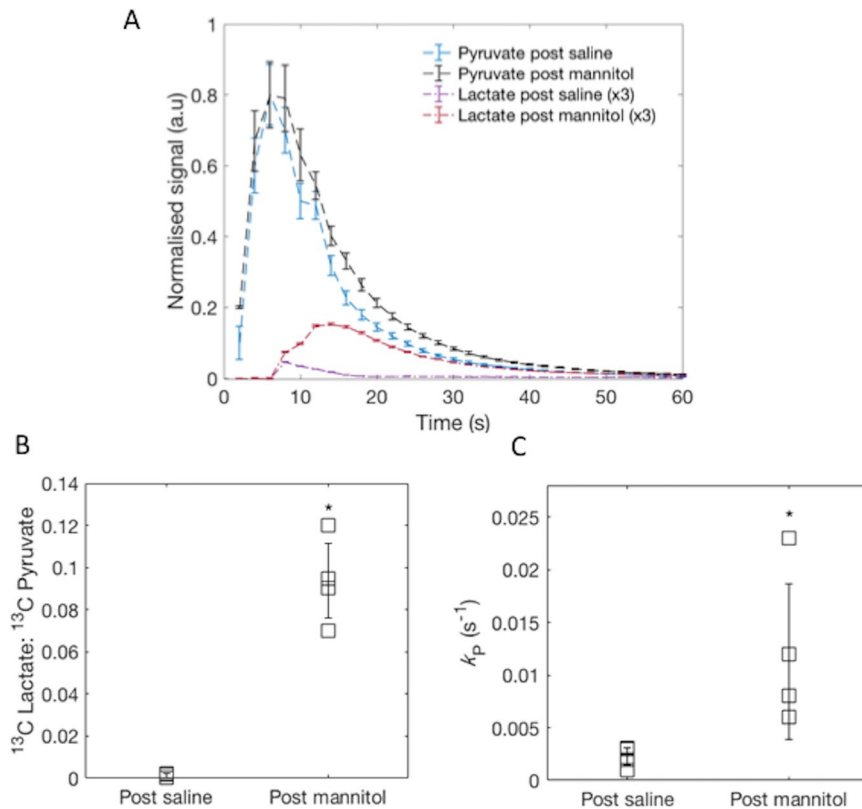 A
Normalised signal (a.u)
1
0.8
0.6
0.4
0.2
0
Pyruvate post saline
Pyruvate post mannitol
Lactate post saline (x3)
Lactate post mannitol (x3)
0 10 20 30 40 50 60
Time (s)
B
¹³C Lactate: ¹³C Pyruvate
0.14
0.12
0.1
0.08
0.06
0.04
0.02
0
*
Post saline Post mannitol
C
kP (s⁻¹)
0.025
0.02
0.015
0.01
0.005
0
*
Post saline Post mannitol